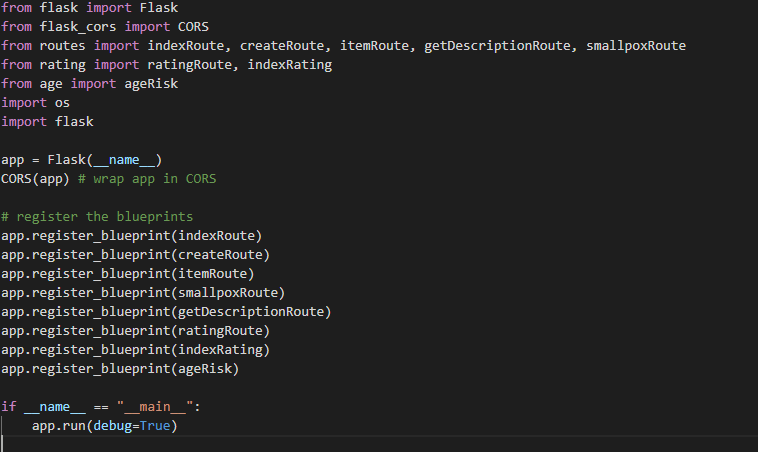 from flask import Flask
from flask_cors import CORS
from routes import indexRoute, createRoute, itemRoute, getDescriptionRoute, smallpoxRoute
from rating import ratingRoute, indexRating
from age import ageRisk
import os
import flask

app = Flask(__name__)
CORS(app) # wrap app in CORS

# register the blueprints
app.register_blueprint(indexRoute)
app.register_blueprint(createRoute)
app.register_blueprint(itemRoute)
app.register_blueprint(smallpoxRoute)
app.register_blueprint(getDescriptionRoute)
app.register_blueprint(ratingRoute)
app.register_blueprint(indexRating)
app.register_blueprint(ageRisk)

if __name__ == "__main__":
    app.run(debug=True)